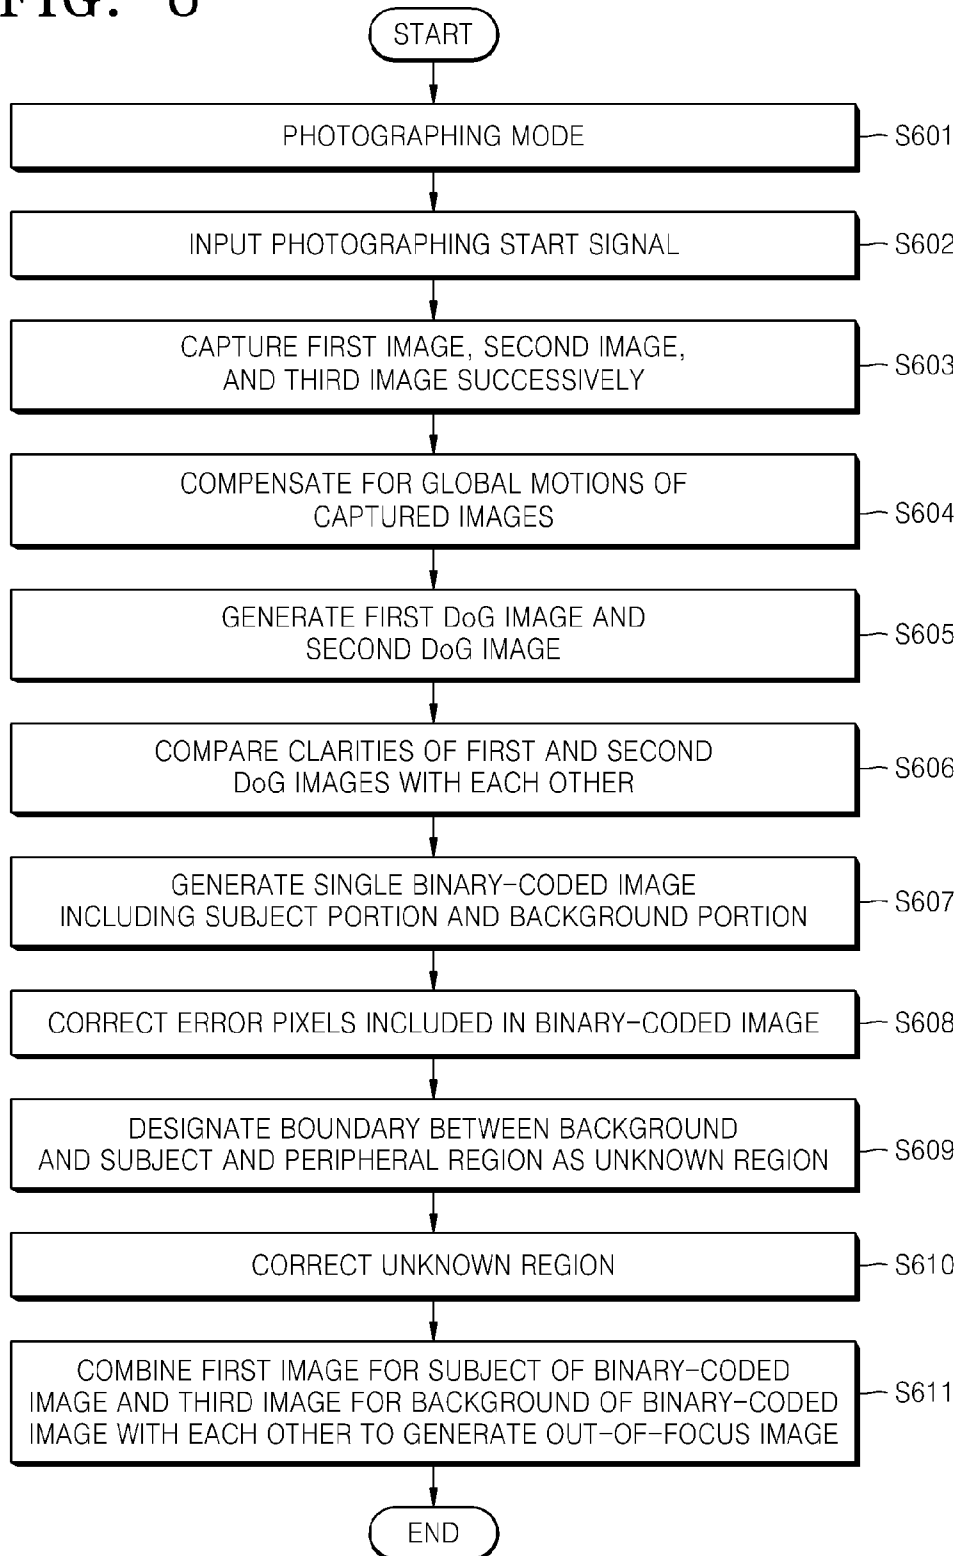 FIG.
START
PHOTOGRAPHING MODE
S601
INPUT PHOTOGRAPHING START SIGNAL
S602
CAPTURE FIRST IMAGE, SECOND IMAGE,
AND THIRD IMAGE SUCCESSIVELY
S603
COMPENSATE FOR GLOBAL MOTIONS OF
CAPTURED IMAGES
S604
GENERATE FIRST DoG IMAGE AND
SECOND DoG IMAGE
S605
COMPARE CLARITIES OF FIRST AND SECOND
DoG IMAGES WITH EACH OTHER
S606
GENERATE SINGLE BINARY-CODED IMAGE
INCLUDING SUBJECT PORTION AND BACKGROUND PORTION
S607
CORRECT ERROR PIXELS INCLUDED IN BINARY-CODED IMAGE
S608
DESIGNATE BOUNDARY BETWEEN BACKGROUND
AND SUBJECT AND PERIPHERAL REGION AS UNKNOWN REGION
S609
CORRECT UNKNOWN REGION
S610
COMBINE FIRST IMAGE FOR SUBJECT OF BINARY-CODED
IMAGE AND THIRD IMAGE FOR BACKGROUND OF BINARY-CODED
IMAGE WITH EACH OTHER TO GENERATE OUT-OF-FOCUS IMAGE
S611
END